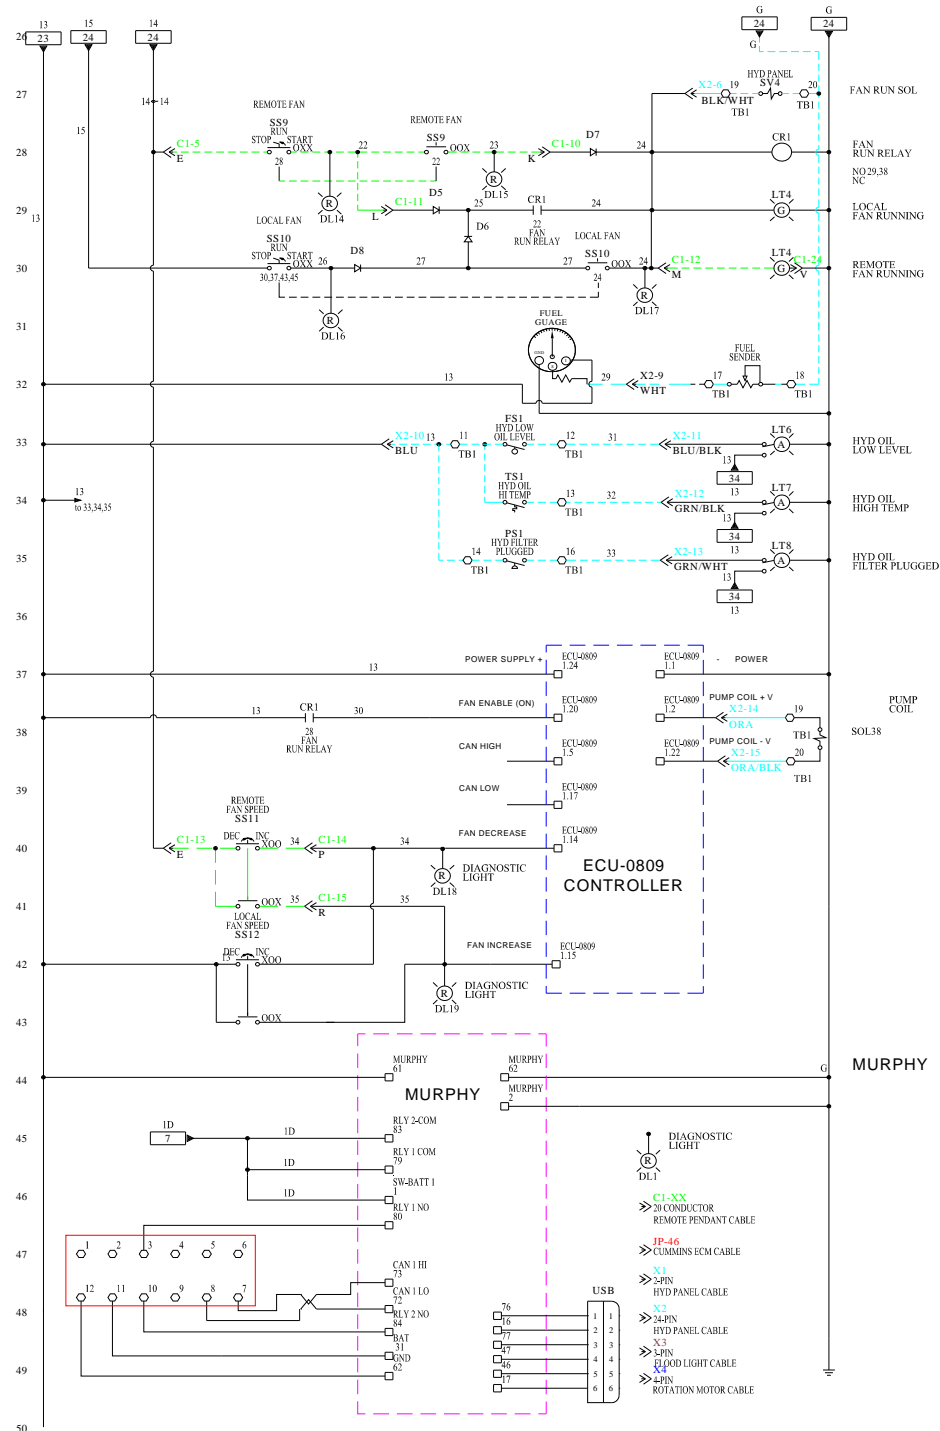 13 15 14 G G
26 23 24 24 24 24
G
HYD PANEL
X2-6 19 SV4 20
27 14 14 BLK/WHT TB1 TB1 FAN RUN SOL
REMOTE FAN
15 SS9 REMOTE FAN
RUN SS9 D7 CR1
C1-5 STOP START OXX 22 OOX 23 C1-10 24 FAN
28 E 28 22 K RUN RELAY
R R NO 29,38
DL14 DL15 NC
C1-11 D5 25 CR1 24 LT4
29 13 L 22 G LOCAL
LOCAL FAN D6 FAN FAN RUNNING
SS10 RUN RELAY LOCAL FAN
RUN SS10
STOP START OXX 26 D8 27 27 OOX 24 C1-12 LT4 C1-24
30 30,37,43,45 24 M G V REMOTE
R R FAN RUNNING
DL16 DL17
31 FUEL
GUAGE
GND
FUEL
SENDER
32 13 29 X2-9 17 18
WHT TB1 TB1
FS1
HYD LOW
OIL LEVEL
33 X2-10 13 11 12 31 X2-11 LT6 HYD OIL
BLU TB1 TB1 BLU/BLK 13 A LOW LEVEL
34
TS1 13
HYD OIL
HI TEMP
34 13 13 32 X2-12 LT7 HYD OIL
to 33,34,35 TB1 GRN/BLK 13 A HIGH TEMP
34
PS1 13
HYD FILTER
PLUGGED
35 14 16 33 X2-13 LT8 HYD OIL
TB1 TB1 GRN/WHT 13 A FILTER PLUGGED
34
13
36
POWER SUPPLY + ECU-0809 ECU-0809 - POWER
37 13 1.24 1.1
FAN ENABLE (ON) ECU-0809 ECU-0809 PUMP COIL + V PUMP
COIL
38 13 CR1 30 1.20 1.2 X2-14 19
28 ORA TB1 SOL38
FAN
RUN RELAY
CAN HIGH ECU-0809 ECU-0809 PUMP COIL - V
1.5 1.22 X2-15 20
ORA/BLK TB1
39 CAN LOW ECU-0809
1.17
REMOTE
FAN SPEED
SS11
FAN DECREASE ECU-0809
40 C1-13 DEC INC XOO 34 C1-14 34 1.14
E P
R DIAGNOSTIC
LIGHT
DL18
ECU-0809
CONTROLLER
41 OOX 35 C1-15 35
R
LOCAL
FAN SPEED
SS12
FAN INCREASE ECU-0809
42 DEC INC 1.15
13 XOO
R DIAGNOSTIC
LIGHT
DL19
43 OOX
MURPHY MURPHY G MURPHY
44 61 62
MURPHY MURPHY
2
1D RLY 2-COM
45 7 1D 83
DIAGNOSTIC
LIGHT
RLY 1 COM R
79 DL1
SW-BATT 1
46 1D 1
C1-XX
20 CONDUCTOR
REMOTE PENDANT CABLE
RLY 1 NO
80
47 1 2 3 4 5 6
JP-46
CUMMINS ECM CABLE
CAN 1 HI X1
73 2-PIN
HYD PANEL CABLE
12 11 10 9 8 7
CAN 1 LO USB
72
48 RLY 2 NO 76 1 1 X2
84 16 2 2 24-PIN
HYD PANEL CABLE
BAT 77 3 3 X3
31 47 4 4 3-PIN
FLOOD LIGHT CABLE
49 GND 46 5 5 X4
62 17 6 6 4-PIN
ROTATION MOTOR CABLE
50